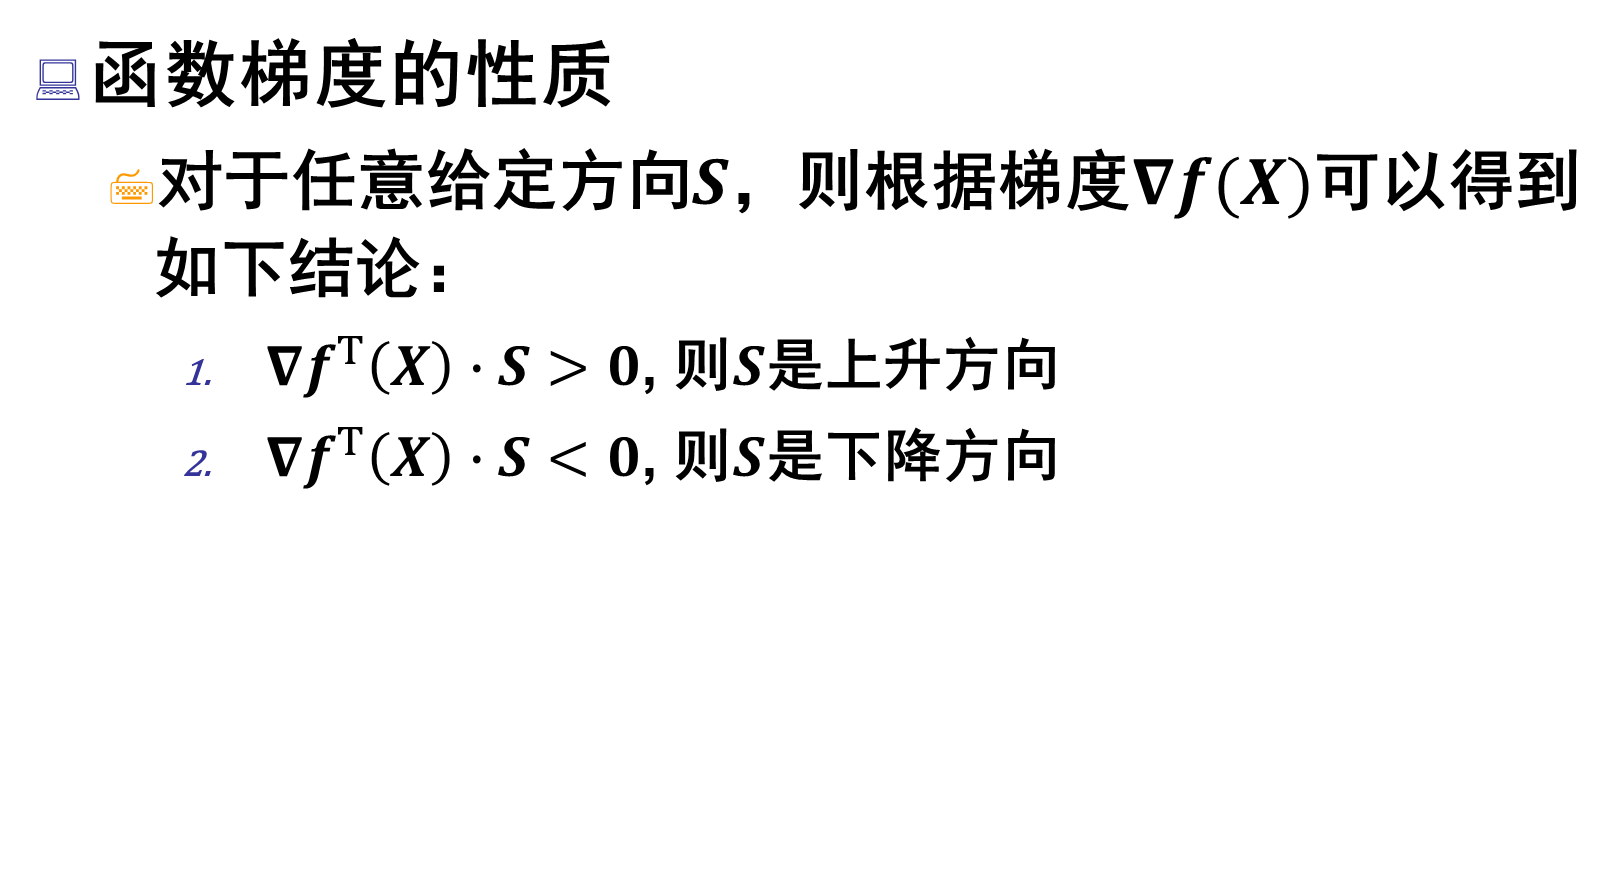 函数梯度的性质
对于任意给定方向S，则根据梯度∇f(X)可以得到
如下结论：
1. ∇fᵀ(X)·S > 0, 则S是上升方向
2. ∇fᵀ(X)·S < 0, 则S是下降方向